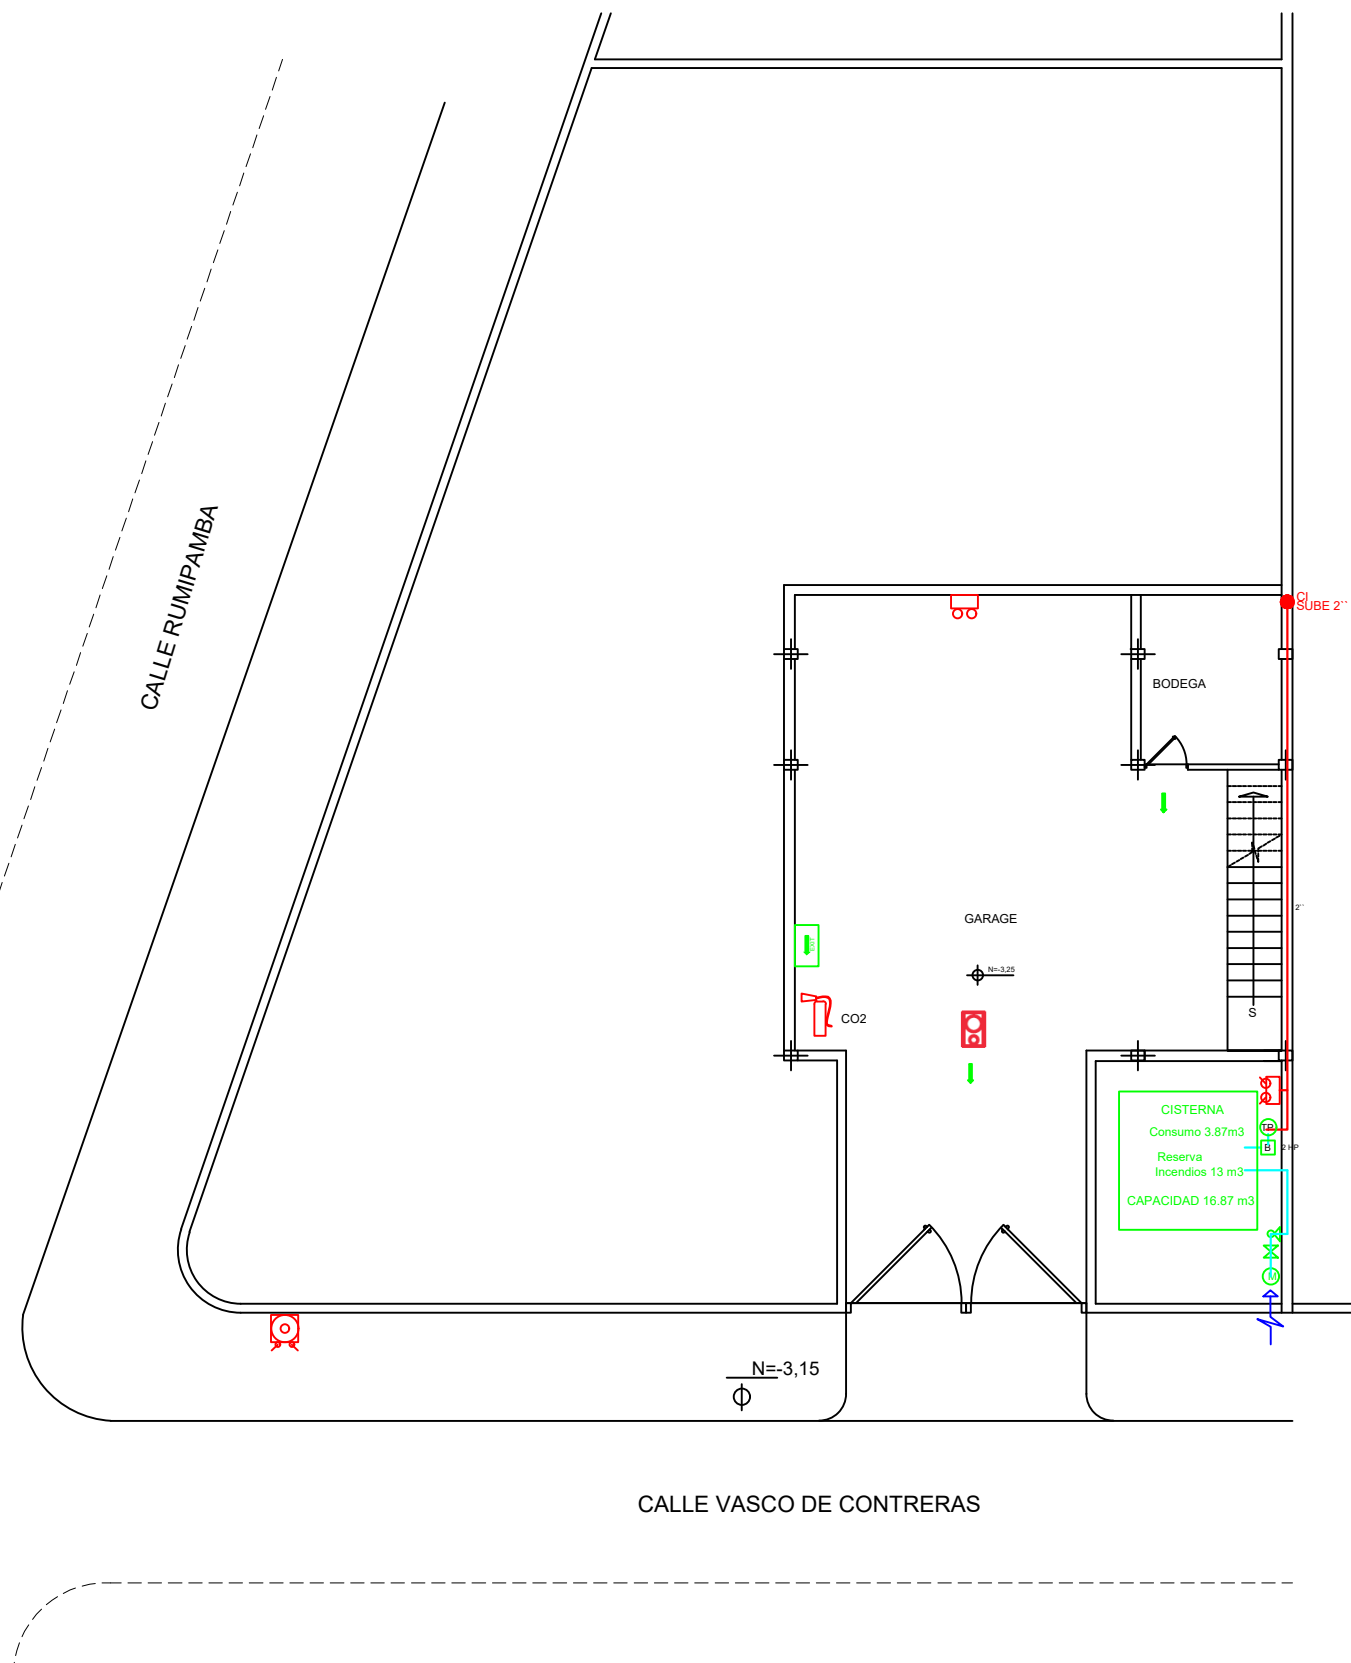 CALLE RUMIPAMBA
CI
SUBE 2``
BODEGA
2``
GARAGE
EXIT
N=-3,25
CO2
S
CISTERNA
Consumo 3.87m3
TP
B
2 HP
Reserva
Incendios 13 m3
CAPACIDAD 16.87 m3
M
N=-3,15
CALLE VASCO DE CONTRERAS